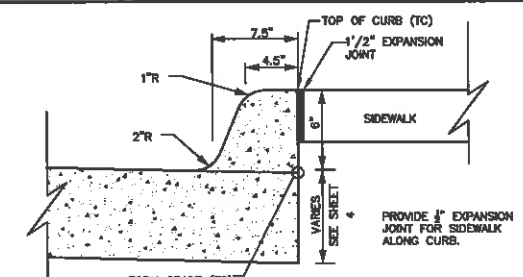 TOP OF CURB (TC)
7.5"
1'/2" EXPANSION
JOINT
4.5"
1"R
6"
SIDEWALK
2"R
VARIES
SEE SHEET
4
PROVIDE ½" EXPANSION
JOINT FOR SIDEWALK
ALONG CURB.